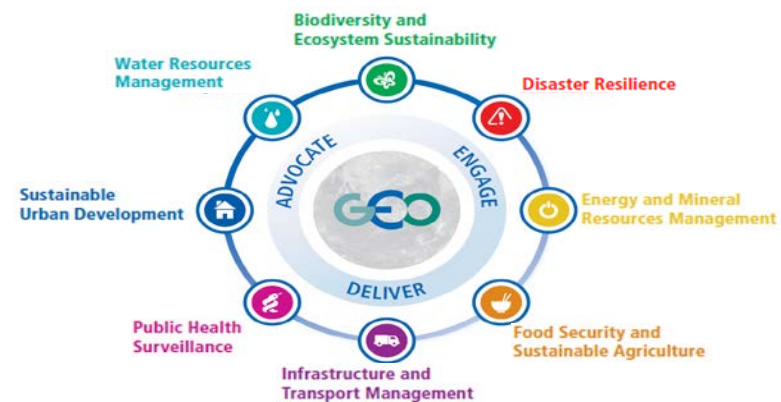 Biodiversity and
Ecosystem Sustainability
Water Resources
Management
Disaster Resilience
ADVOCATE
ENGAGE
GEO
DELIVER
Sustainable
Urban Development
Energy and Mineral
Resources Management
Public Health
Surveillance
Food Security and
Sustainable Agriculture
Infrastructure and
Transport Management